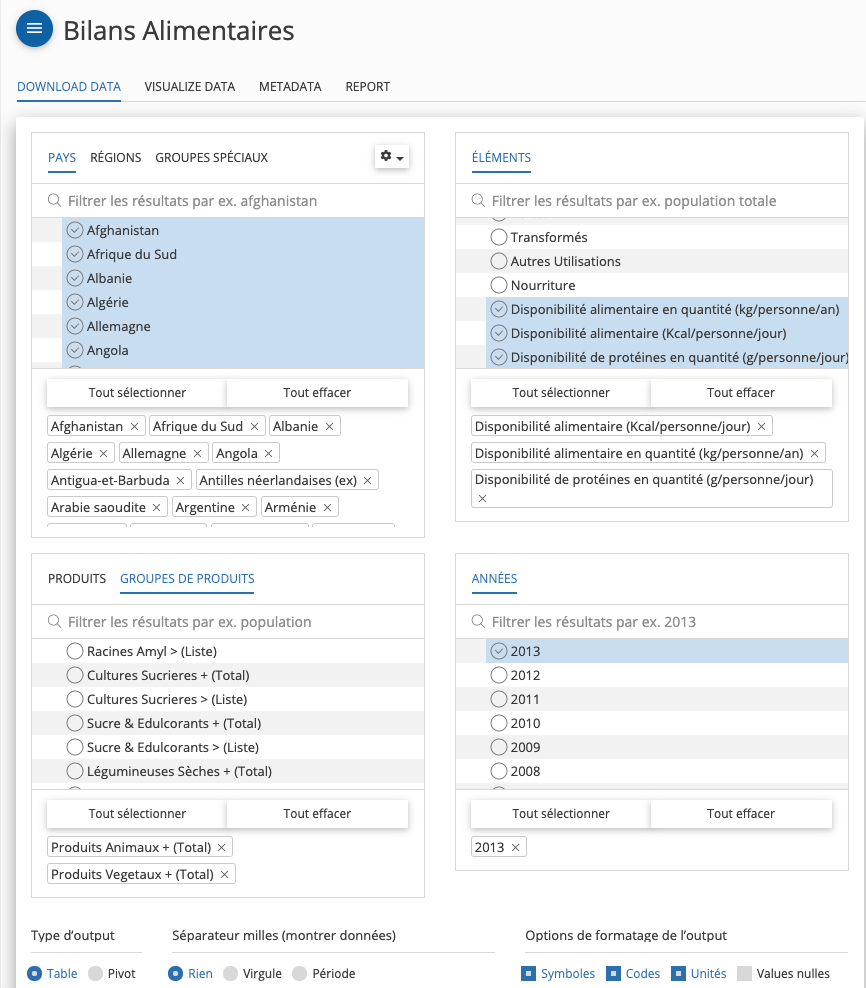 Bilans Alimentaires
DOWNLOAD DATA VISUALIZE DATA METADATA REPORT
PAYS RÉGIONS GROUPES SPÉCIAUX
Filtrer les résultats par ex. afghanistan
Afghanistan
Afrique du Sud
Albanie
Algérie
Allemagne
Angola
Tout sélectionner Tout effacer
Afghanistan × Afrique du Sud × Albanie ×
Algérie × Allemagne × Angola ×
Antigua-et-Barbuda × Antilles néerlandaises (ex) ×
Arabie saoudite × Argentine × Arménie ×
ÉLÉMENTS
Filtrer les résultats par ex. population totale
Transformés
Autres Utilisations
Nourriture
Disponibilité alimentaire en quantité (kg/personne/an)
Disponibilité alimentaire (Kcal/personne/jour)
Disponibilité de protéines en quantité (g/personne/jour)
Tout sélectionner Tout effacer
Disponibilité alimentaire (Kcal/personne/jour) ×
Disponibilité alimentaire en quantité (kg/personne/an) ×
Disponibilité de protéines en quantité (g/personne/jour)
×
PRODUITS GROUPES DE PRODUITS
Filtrer les résultats par ex. population
Racines Amyl > (Liste)
Cultures Sucrieres + (Total)
Cultures Sucrieres > (Liste)
Sucre & Edulcorants + (Total)
Sucre & Edulcorants > (Liste)
Légumineuses Sèches + (Total)
Tout sélectionner Tout effacer
Produits Animaux + (Total) ×
Produits Vegetaux + (Total) ×
ANNÉES
Filtrer les résultats par ex. 2013
2013
2012
2011
2010
2009
2008
Tout sélectionner Tout effacer
2013 ×
Type d'output Séparateur milles (montrer données) Options de formatage de l'output
Table Pivot Rien Virgule Période Symboles Codes Unités Values nulles